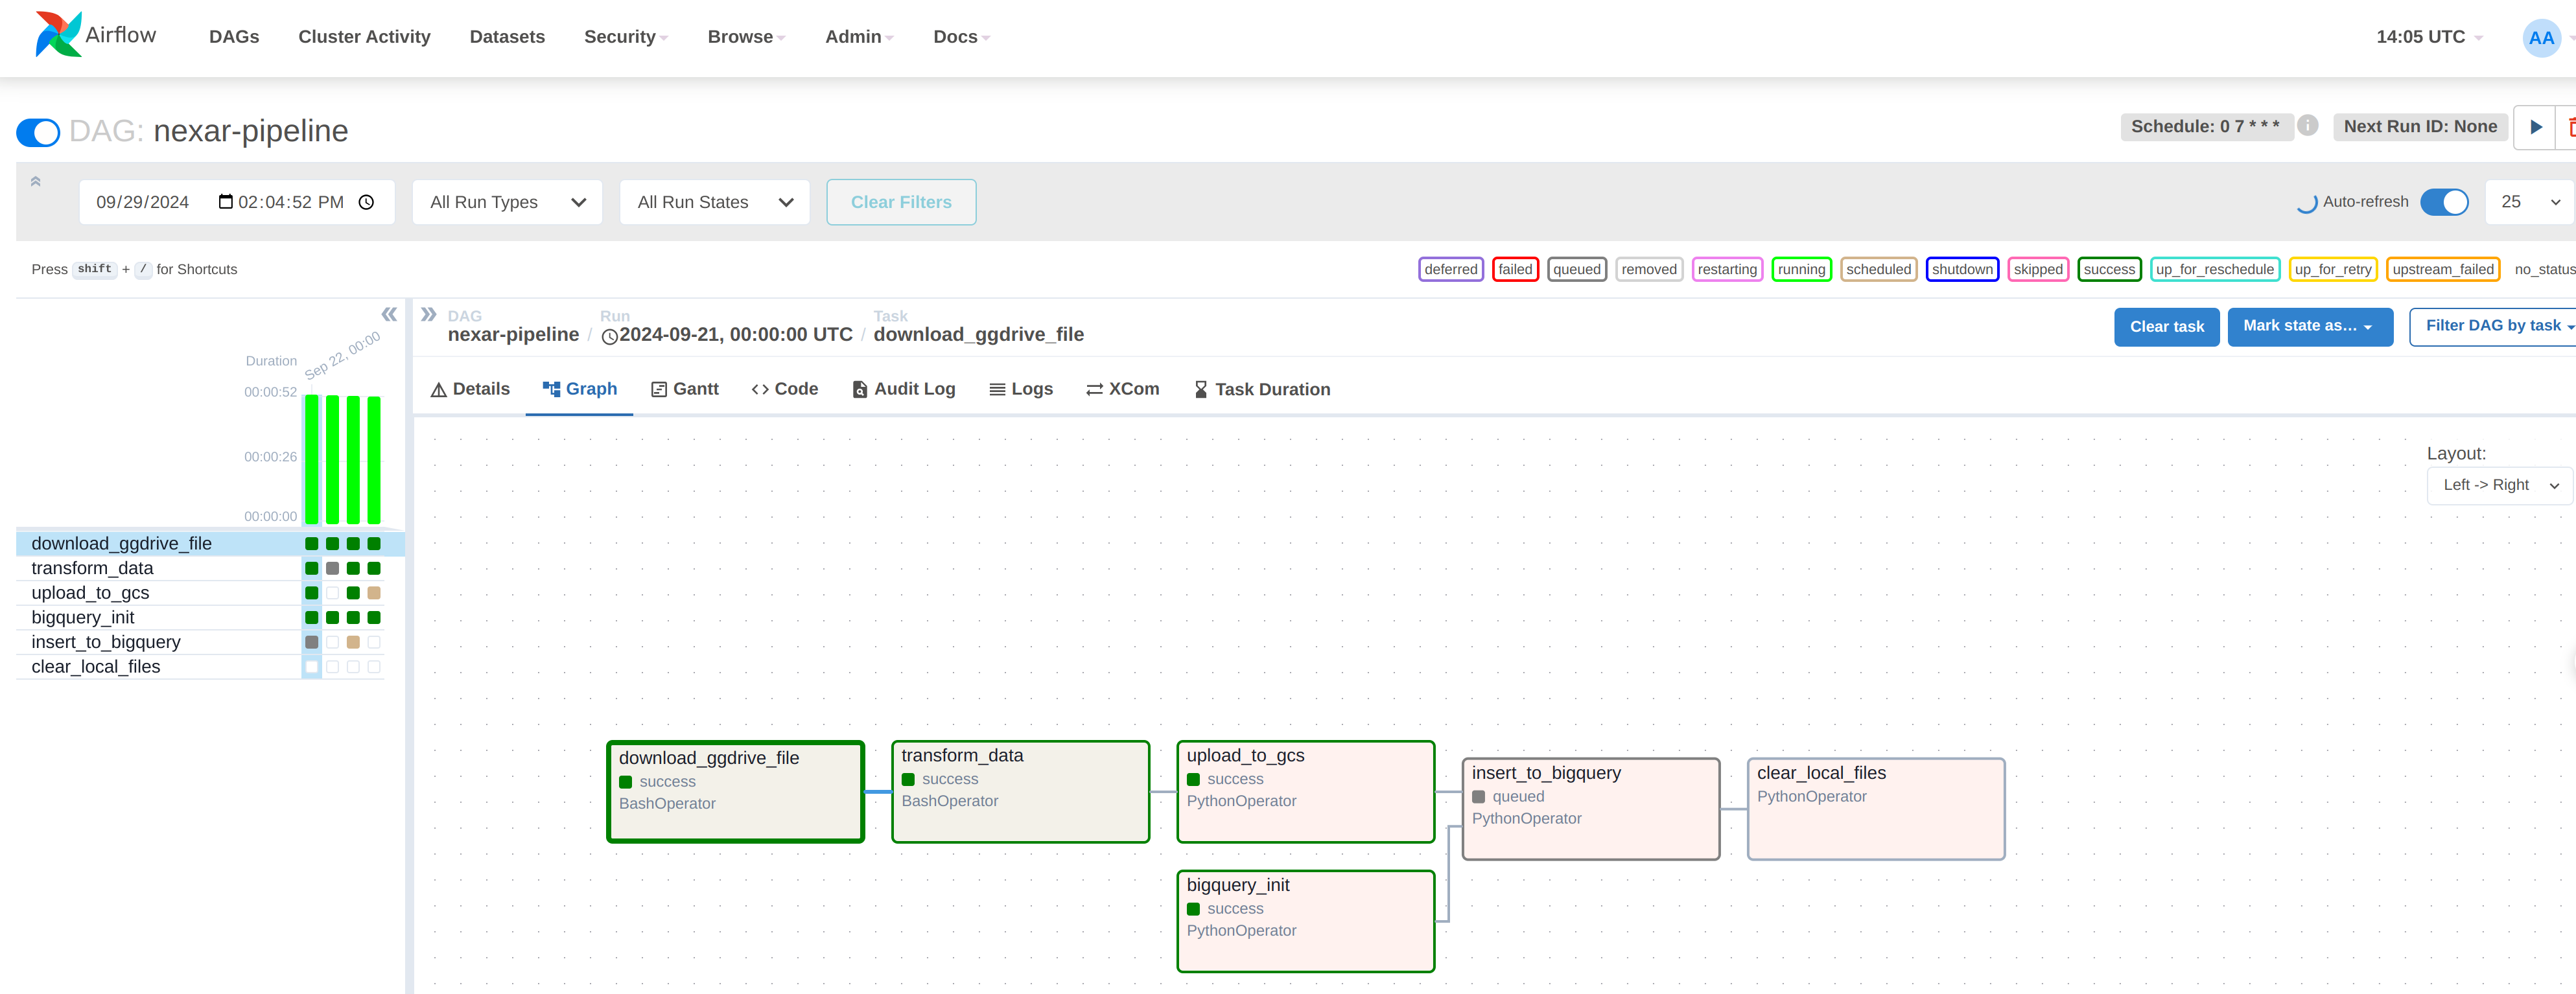 Airflow
DAGs
Cluster Activity
Datasets
Security
Browse
Admin
Docs
14:05 UTC
AA
DAG: nexar-pipeline
Schedule: 0 7 * * *
i
Next Run ID: None
09/29/2024 02:04:52 PM
All Run Types
All Run States
Clear Filters
Auto-refresh
25
Press shift + / for Shortcuts
deferred
failed
queued
removed
restarting
running
scheduled
shutdown
skipped
success
up_for_reschedule
up_for_retry
upstream_failed
no_status
DAG
nexar-pipeline
/
Run
2024-09-21, 00:00:00 UTC
/
Task
download_ggdrive_file
Clear task
Mark state as…
Filter DAG by task
Details
Graph
Gantt
Code
Audit Log
Logs
XCom
Task Duration
Duration
Sep 22, 00:00
00:00:52
00:00:26
00:00:00
download_ggdrive_file
transform_data
upload_to_gcs
bigquery_init
insert_to_bigquery
clear_local_files
Layout:
Left -> Right
download_ggdrive_file
success
BashOperator
transform_data
success
BashOperator
upload_to_gcs
success
PythonOperator
insert_to_bigquery
queued
PythonOperator
clear_local_files
PythonOperator
bigquery_init
success
PythonOperator